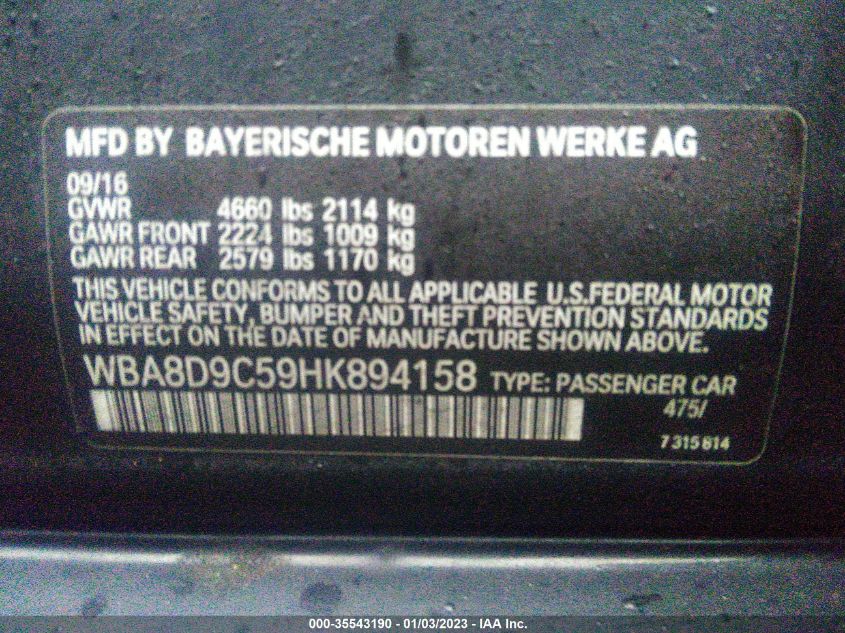 MFD BY BAYERISCHE MOTOREN WERKE AG
09/16
GVWR 4660 lbs 2114 kg
GAWR FRONT 2224 lbs 1009 kg
GAWR REAR 2579 lbs 1170 kg
THIS VEHICLE CONFORMS TO ALL APPLICABLE U.S.FEDERAL MOTOR
VEHICLE SAFETY, BUMPER AND THEFT PREVENTION STANDARDS
IN EFFECT ON THE DATE OF MANUFACTURE SHOWN ABOVE.
WBA8D9C59HK894158 TYPE: PASSENGER CAR
475/
7 315 814
000-35543190 - 01/03/2023 - IAA Inc.